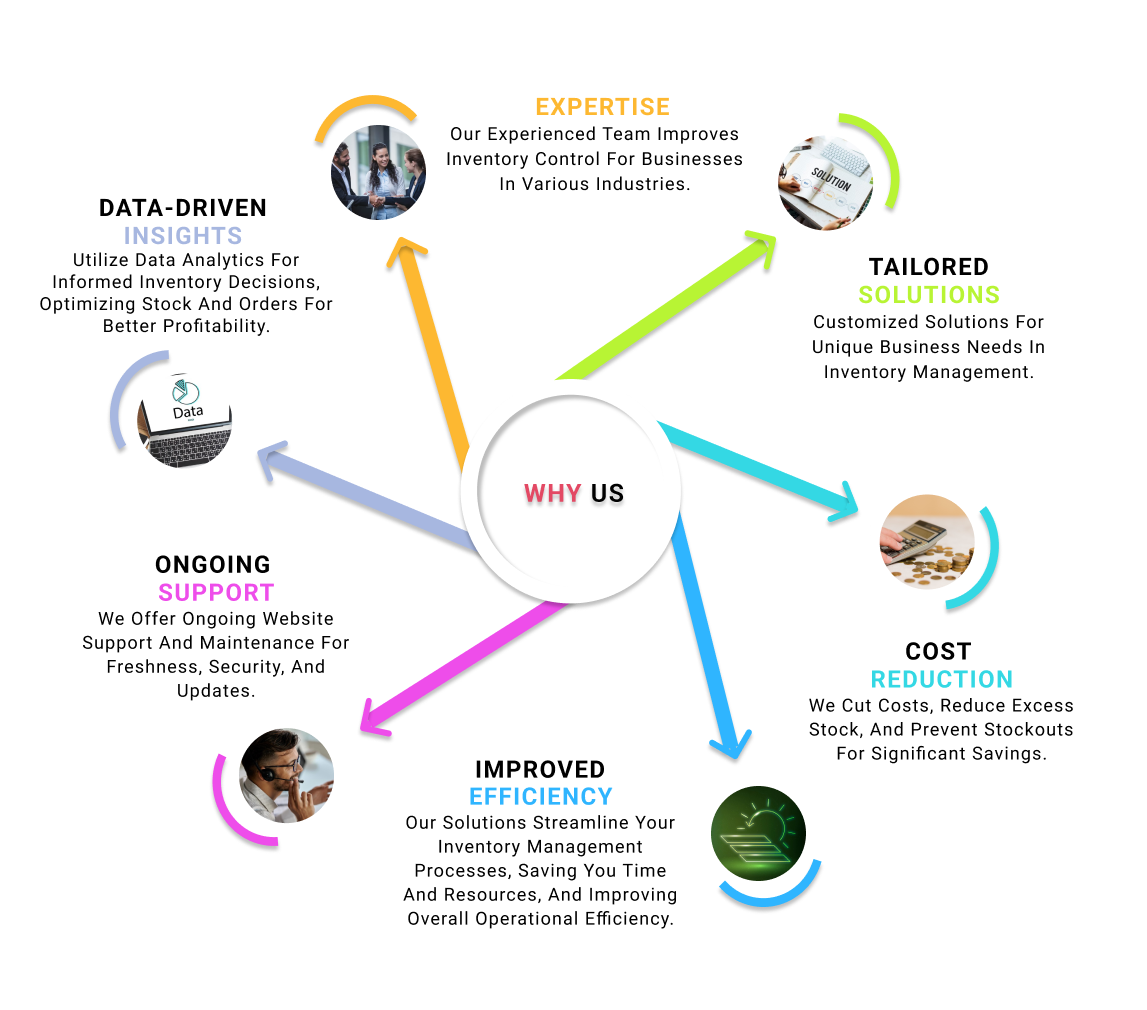 EXPERTISE
Our Experienced Team Improves
Inventory Control For Businesses
In Various Industries.
SOLUTION
TAILORED
SOLUTIONS
Customized Solutions For
Unique Business Needs In
Inventory Management.
DATA-DRIVEN
INSIGHTS
Utilize Data Analytics For
Informed Inventory Decisions,
Optimizing Stock And Orders For
Better Profitability.
Data
WHY US
ONGOING
SUPPORT
We Offer Ongoing Website
Support And Maintenance For
Freshness, Security, And
Updates.
COST
REDUCTION
We Cut Costs, Reduce Excess
Stock, And Prevent Stockouts
For Significant Savings.
IMPROVED
EFFICIENCY
Our Solutions Streamline Your
Inventory Management
Processes, Saving You Time
And Resources, And Improving
Overall Operational Efficiency.